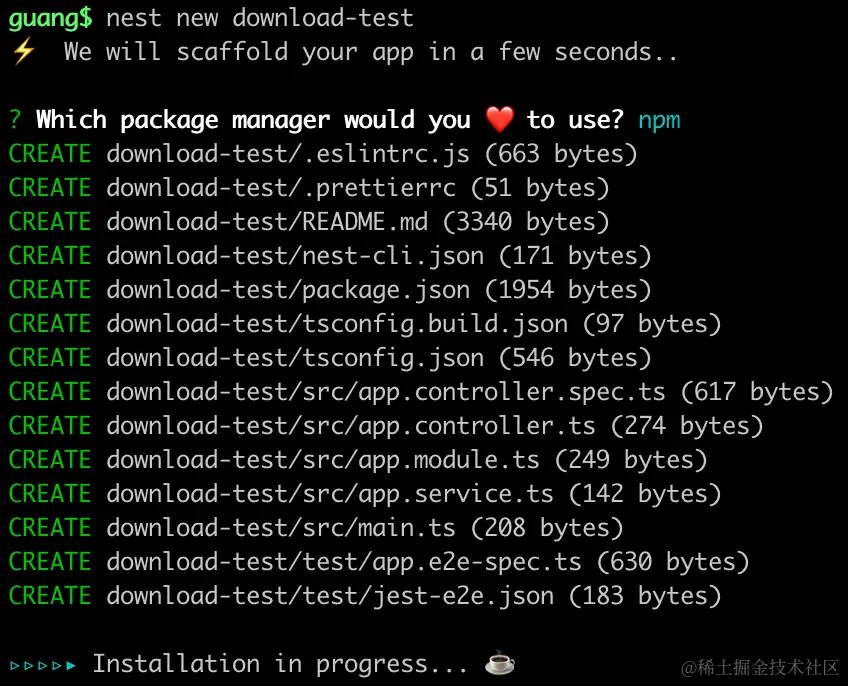 guang$ nest new download-test
⚡ We will scaffold your app in a few seconds..
? Which package manager would you ❤️ to use? npm
CREATE download-test/.eslintrc.js (663 bytes)
CREATE download-test/.prettierrc (51 bytes)
CREATE download-test/README.md (3340 bytes)
CREATE download-test/nest-cli.json (171 bytes)
CREATE download-test/package.json (1954 bytes)
CREATE download-test/tsconfig.build.json (97 bytes)
CREATE download-test/tsconfig.json (546 bytes)
CREATE download-test/src/app.controller.spec.ts (617 bytes)
CREATE download-test/src/app.controller.ts (274 bytes)
CREATE download-test/src/app.module.ts (249 bytes)
CREATE download-test/src/app.service.ts (142 bytes)
CREATE download-test/src/main.ts (208 bytes)
CREATE download-test/test/app.e2e-spec.ts (630 bytes)
CREATE download-test/test/jest-e2e.json (183 bytes)
▹▹▹▹▸ Installation in progress... ☕
@稀土掘金技术社区